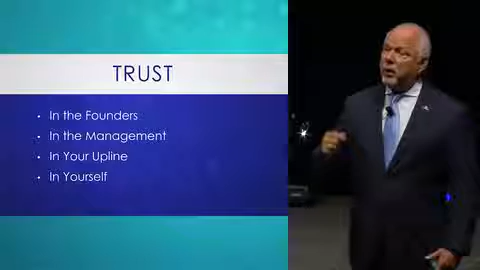 TRUST
• In the Founders
• In the Management
• In Your Upline
• In Yourself